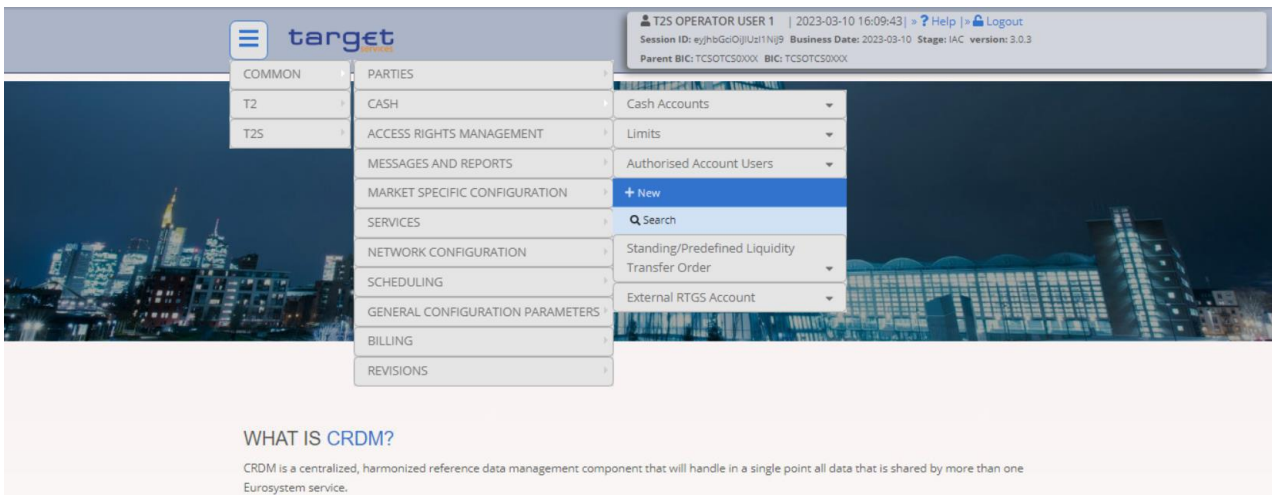 target
services
T2S OPERATOR USER 1 | 2023-03-10 16:09:43| » ? Help |» Logout
Session ID: eyJhbGciOiJIUzI1NiJ9 Business Date: 2023-03-10 Stage: IAC version: 3.0.3
Parent BIC: TCSOTCS0XXX BIC: TCSOTCS0XXX
COMMON
T2
T2S
PARTIES
CASH
ACCESS RIGHTS MANAGEMENT
MESSAGES AND REPORTS
MARKET SPECIFIC CONFIGURATION
SERVICES
NETWORK CONFIGURATION
SCHEDULING
GENERAL CONFIGURATION PARAMETERS
BILLING
REVISIONS
Cash Accounts
Limits
Authorised Account Users
+ New
Search
Standing/Predefined Liquidity
Transfer Order
External RTGS Account
WHAT IS CRDM?
CRDM is a centralized, harmonized reference data management component that will handle in a single point all data that is shared by more than one
Eurosystem service.